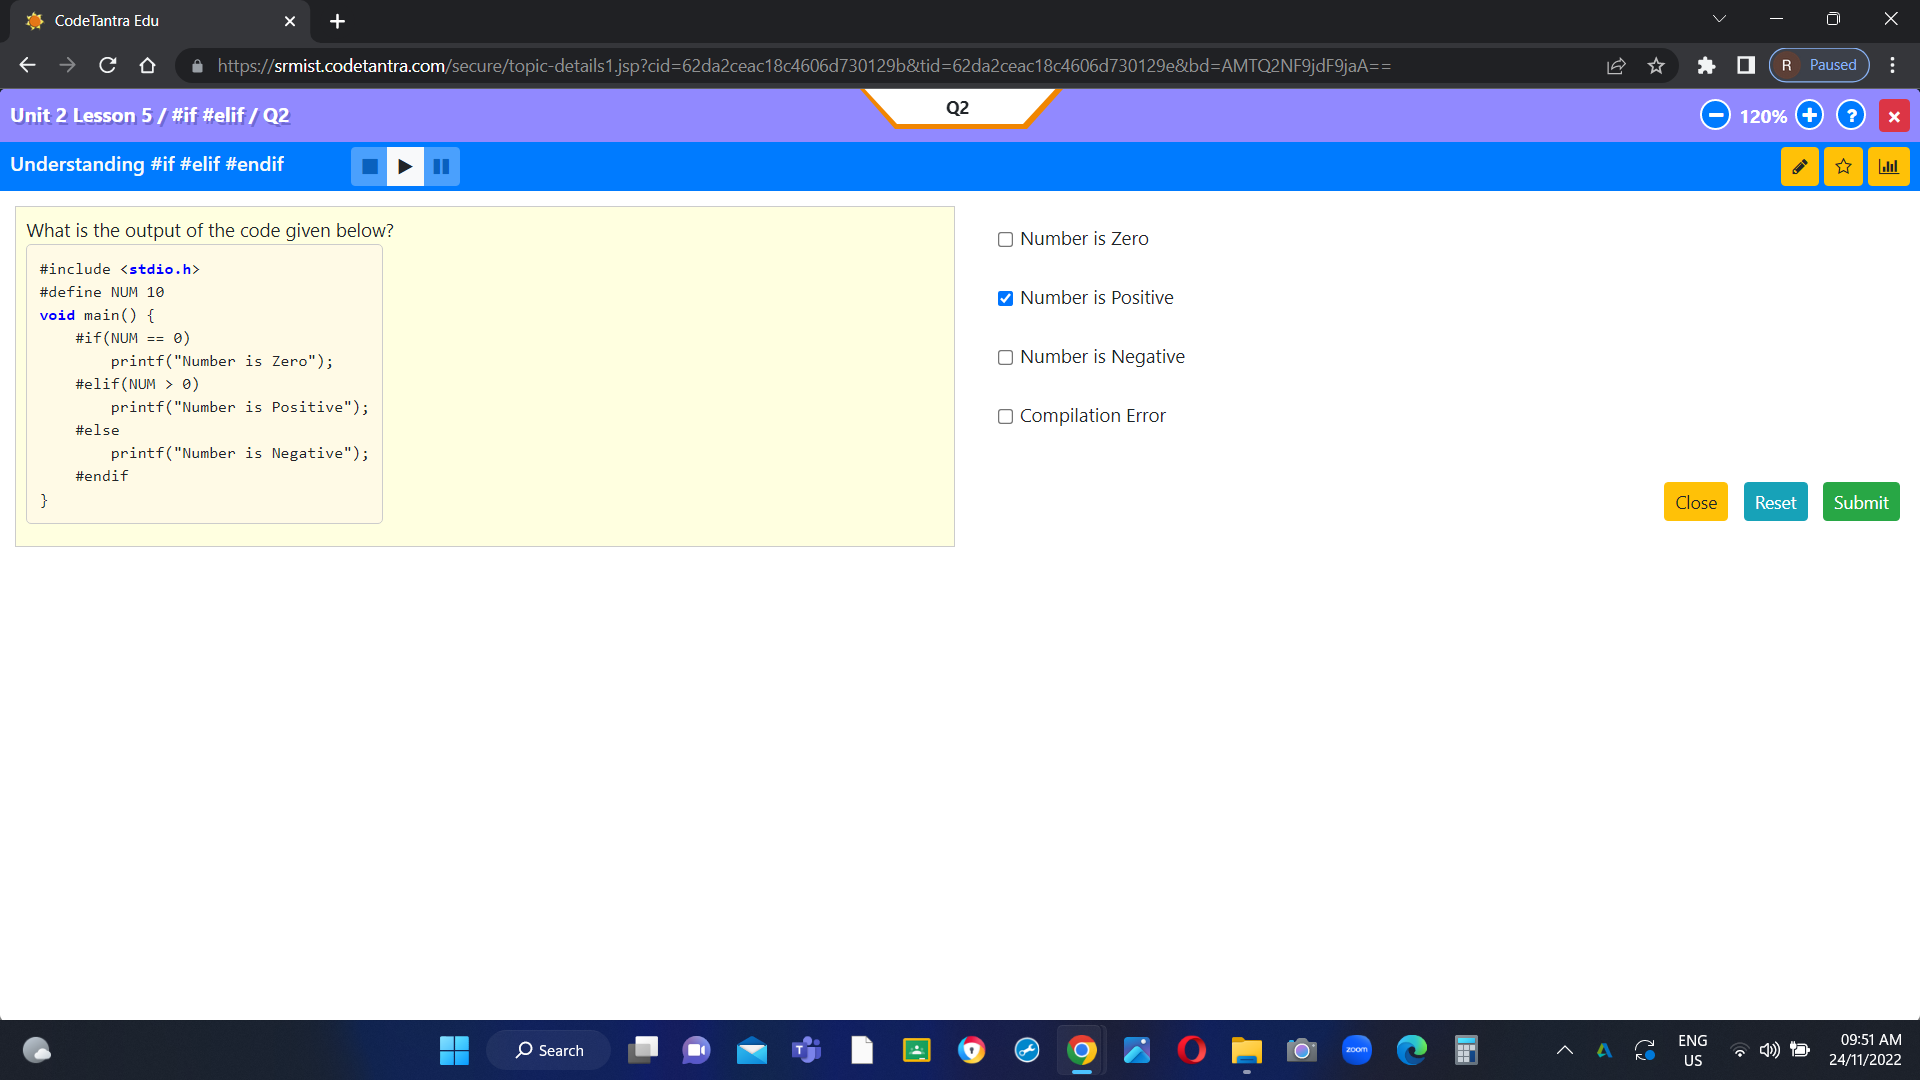 CodeTantra Edu
https://srmist.codetantra.com/secure/topic-details1.jsp?cid=62da2ceac18c4606d730129b&tid=62da2ceac18c4606d730129e&bd=AMTQ2NF9jdF9jaA==
R Paused
Unit 2 Lesson 5 / #if #elif / Q2
Q2
120%
?
Understanding #if #elif #endif
What is the output of the code given below?
#include <stdio.h>
#define NUM 10
void main() {
    #if(NUM == 0)
        printf("Number is Zero");
    #elif(NUM > 0)
        printf("Number is Positive");
    #else
        printf("Number is Negative");
    #endif
}
Number is Zero
Number is Positive
Number is Negative
Compilation Error
Close Reset Submit
Search
zoom
ENG
US
09:51 AM
24/11/2022